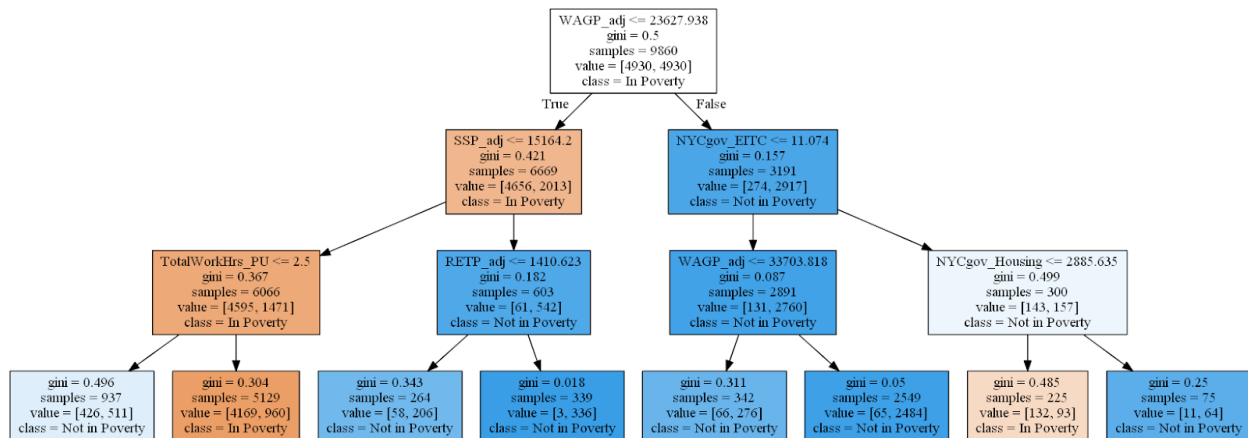 WAGP_adj <= 23627.938
gini = 0.5
samples = 9860
value = [4930, 4930]
class = In Poverty
True
False
SSP_adj <= 15164.2
gini = 0.421
samples = 6669
value = [4656, 2013]
class = In Poverty
NYCgov_EITC <= 11.074
gini = 0.157
samples = 3191
value = [274, 2917]
class = Not in Poverty
TotalWorkHrs_PU <= 2.5
gini = 0.367
samples = 6066
value = [4595, 1471]
class = In Poverty
RETP_adj <= 1410.623
gini = 0.182
samples = 603
value = [61, 542]
class = Not in Poverty
WAGP_adj <= 33703.818
gini = 0.087
samples = 2891
value = [131, 2760]
class = Not in Poverty
NYCgov_Housing <= 2885.635
gini = 0.499
samples = 300
value = [143, 157]
class = Not in Poverty
gini = 0.496
samples = 937
value = [426, 511]
class = Not in Poverty
gini = 0.304
samples = 5129
value = [4169, 960]
class = In Poverty
gini = 0.343
samples = 264
value = [58, 206]
class = Not in Poverty
gini = 0.018
samples = 339
value = [3, 336]
class = Not in Poverty
gini = 0.311
samples = 342
value = [66, 276]
class = Not in Poverty
gini = 0.05
samples = 2549
value = [65, 2484]
class = Not in Poverty
gini = 0.485
samples = 225
value = [132, 93]
class = In Poverty
gini = 0.25
samples = 75
value = [11, 64]
class = Not in Poverty